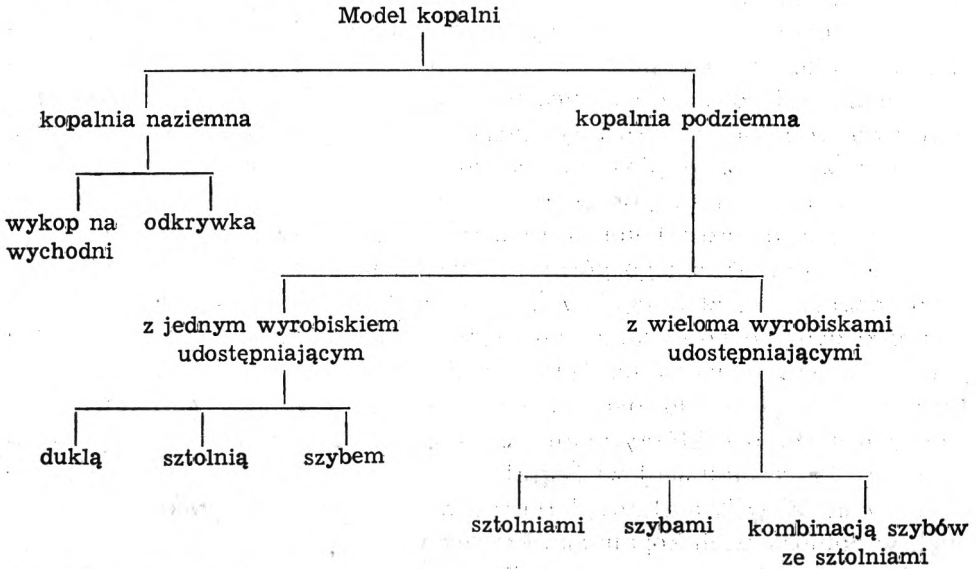 Model kopalni
kopalnia naziemna
kopalnia podziemna
wykop na
wychodni
odkrywka
z jednym wyrobiskiem
udostępniającym
z wieloma wyrobiskami
udostępniającymi
duklą
sztolnią
szybem
sztolniami
szybami
kombinacją szybów
ze sztolniami